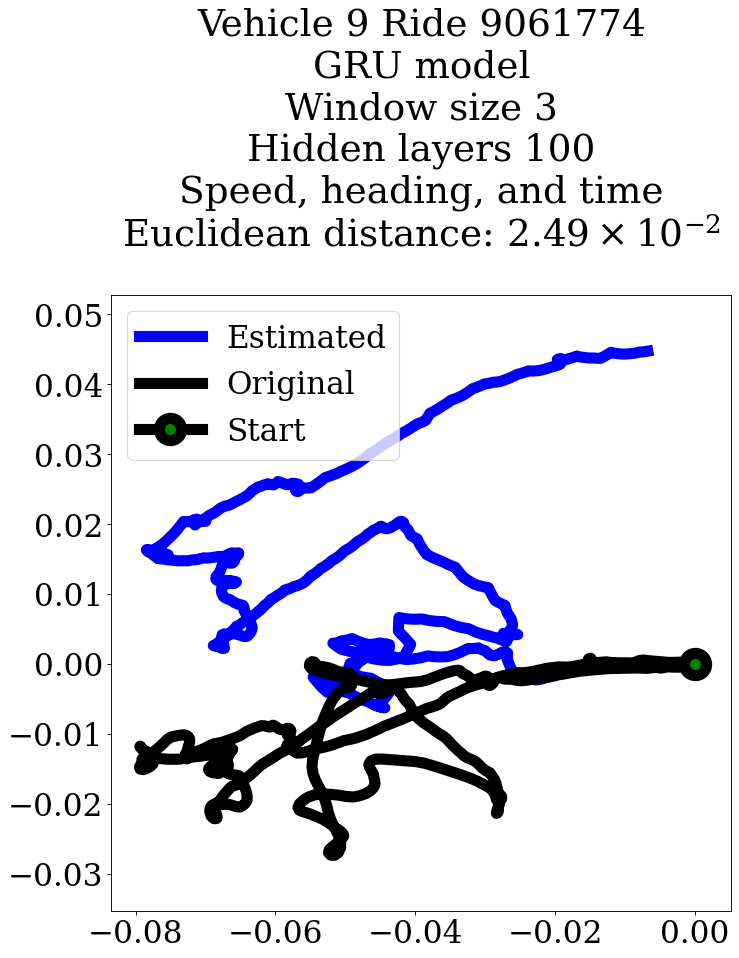 Vehicle 9 Ride 9061774
GRU model
Window size 3
Hidden layers 100
Speed, heading, and time
Euclidean distance: 2.49 × 10⁻²
Estimated
Original
Start
0.05
0.04
0.03
0.02
0.01
0.00
−0.01
−0.02
−0.03
−0.08 −0.06 −0.04 −0.02 0.00